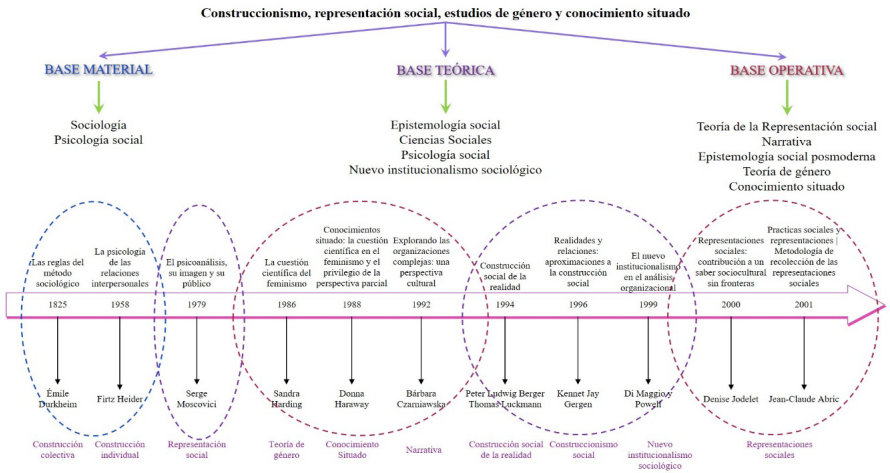 Construccionismo, representación social, estudios de género y conocimiento situado
BASE MATERIAL
BASE TEÓRICA
BASE OPERATIVA
Sociología
Psicología social
Epistemología social
Ciencias Sociales
Psicología social
Nuevo institucionalismo sociológico
Teoría de la Representación social
Narrativa
Epistemología social posmoderna
Teoría de género
Conocimiento situado
Las reglas del
método
sociológico
La psicología
de las
relaciones
interpersonales
El psicoanálisis,
su imagen y su
público
La cuestión
científica del
feminismo
Conocimientos
situado: la cuestión
científica en el
feminismo y el
privilegio de la
perspectiva parcial
Explorando las
organizaciones
complejas: una
perspectiva
cultural
Construcción
social de la
realidad
Realidades y
relaciones:
aproximaciones a
la construcción
social
El nuevo
institucionalismo
en el análisis
organizacional
Representaciones
sociales:
contribución a un
saber sociocultural
sin fronteras
Practicas sociales y
representaciones |
Metodología de
recolección de las
representaciones
sociales
1825
1958
1979
1986
1988
1992
1994
1996
1999
2000
2001
Émile
Durkheim
Firtz Heider
Serge
Moscovici
Sandra
Harding
Donna
Haraway
Bárbara
Czarniawska
Peter Ludwig Berger
Thomas Luckmann
Kennet Jay
Gergen
Di Maggio y
Powell
Denise Jodelet
Jean-Claude Abric
Construcción
colectiva
Construcción
individual
Representación
social
Teoría de
género
Conocimiento
Situado
Narrativa
Construcción social
de la realidad
Construccionismo
social
Nuevo
institucionalismo
sociológico
Representaciones
sociales